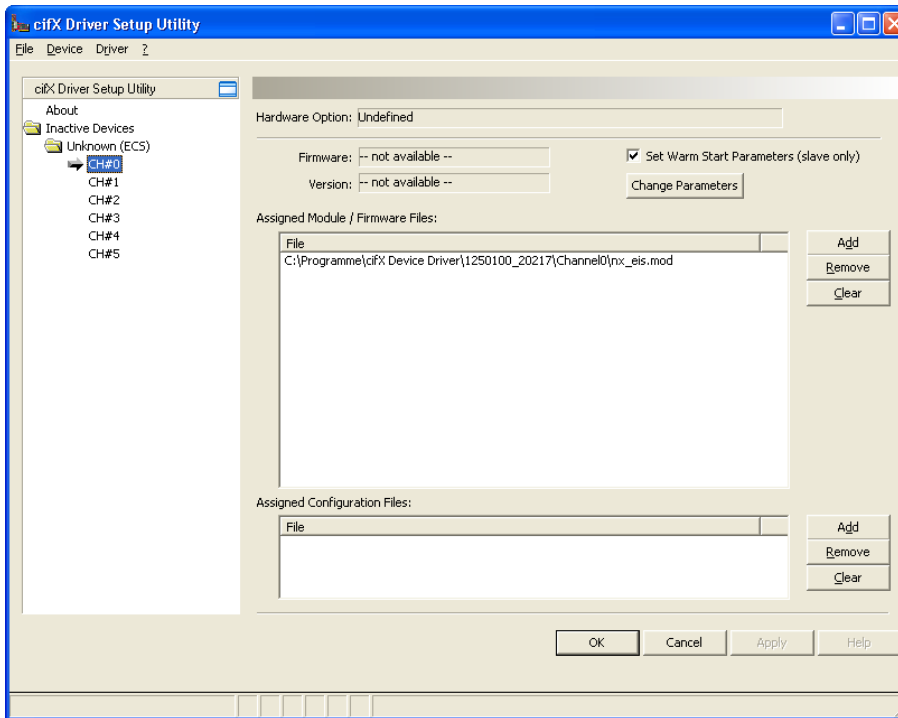 cifX Driver Setup Utility
File Device Driver ?
cifX Driver Setup Utility
About
Inactive Devices
Unknown (ECS)
CH#0
CH#1
CH#2
CH#3
CH#4
CH#5
Hardware Option: Undefined
Firmware: -- not available --
Set Warm Start Parameters (slave only)
Version: -- not available --
Change Parameters
Assigned Module / Firmware Files:
File
C:\Programme\cifX Device Driver\1250100_20217\Channel0\nx_eis.mod
Add
Remove
Clear
Assigned Configuration Files:
File
Add
Remove
Clear
OK Cancel Apply Help